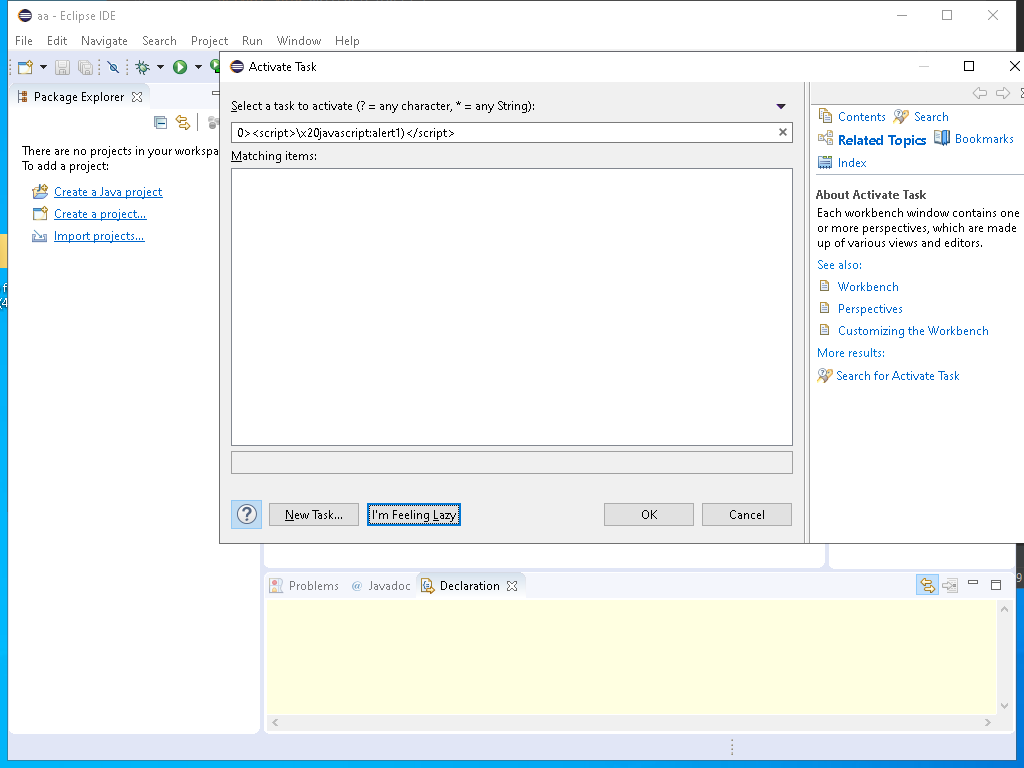 aa - Eclipse IDE
File Edit Navigate Search Project Run Window Help
Package Explorer
There are no projects in your workspa
To add a project:
Create a Java project
Create a project...
Import projects...
Activate Task
Select a task to activate (? = any character, * = any String):
0><script>\x20javascript:alert1)</script>
Matching items:
? New Task... I'm Feeling Lazy OK Cancel
Contents Search
Related Topics Bookmarks
Index
About Activate Task
Each workbench window contains one
or more perspectives, which are made
up of various views and editors.
See also:
Workbench
Perspectives
Customizing the Workbench
More results:
Search for Activate Task
Problems @ Javadoc Declaration
f
(4
9